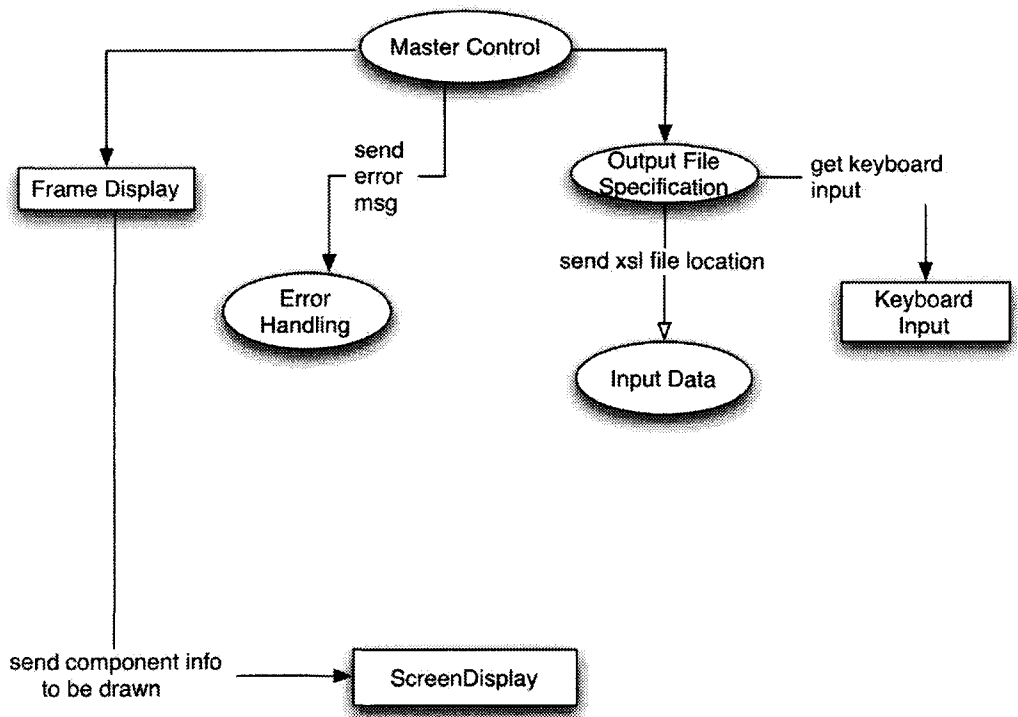 Master Control
send
error
msg
Output File
Specification
get keyboard
input
Frame Display
send xsl file location
Error
Handling
Keyboard
Input
Input Data
send component info
to be drawn
ScreenDisplay